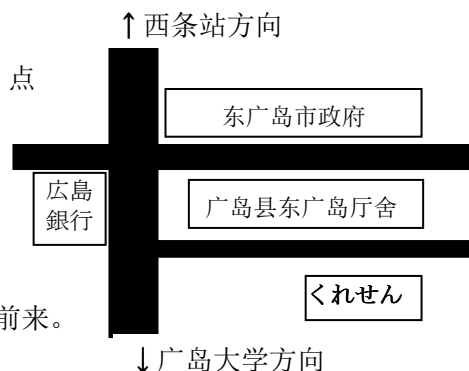 ↑西条站方向
点
东广岛市政府
広島
銀行
广岛县东广岛厅舍
くれせん
前来。
↓广岛大学方向